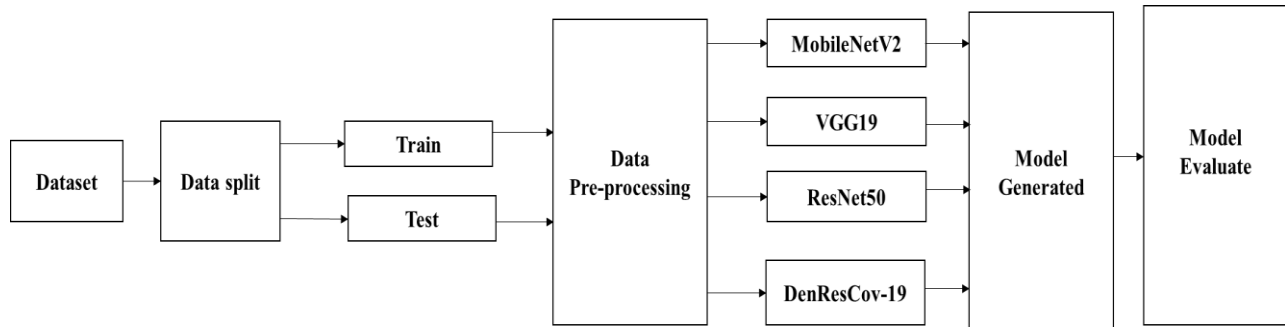 Dataset
Data split
Train
Test
Data
Pre-processing
MobileNetV2
VGG19
ResNet50
DenResCov-19
Model
Generated
Model
Evaluate